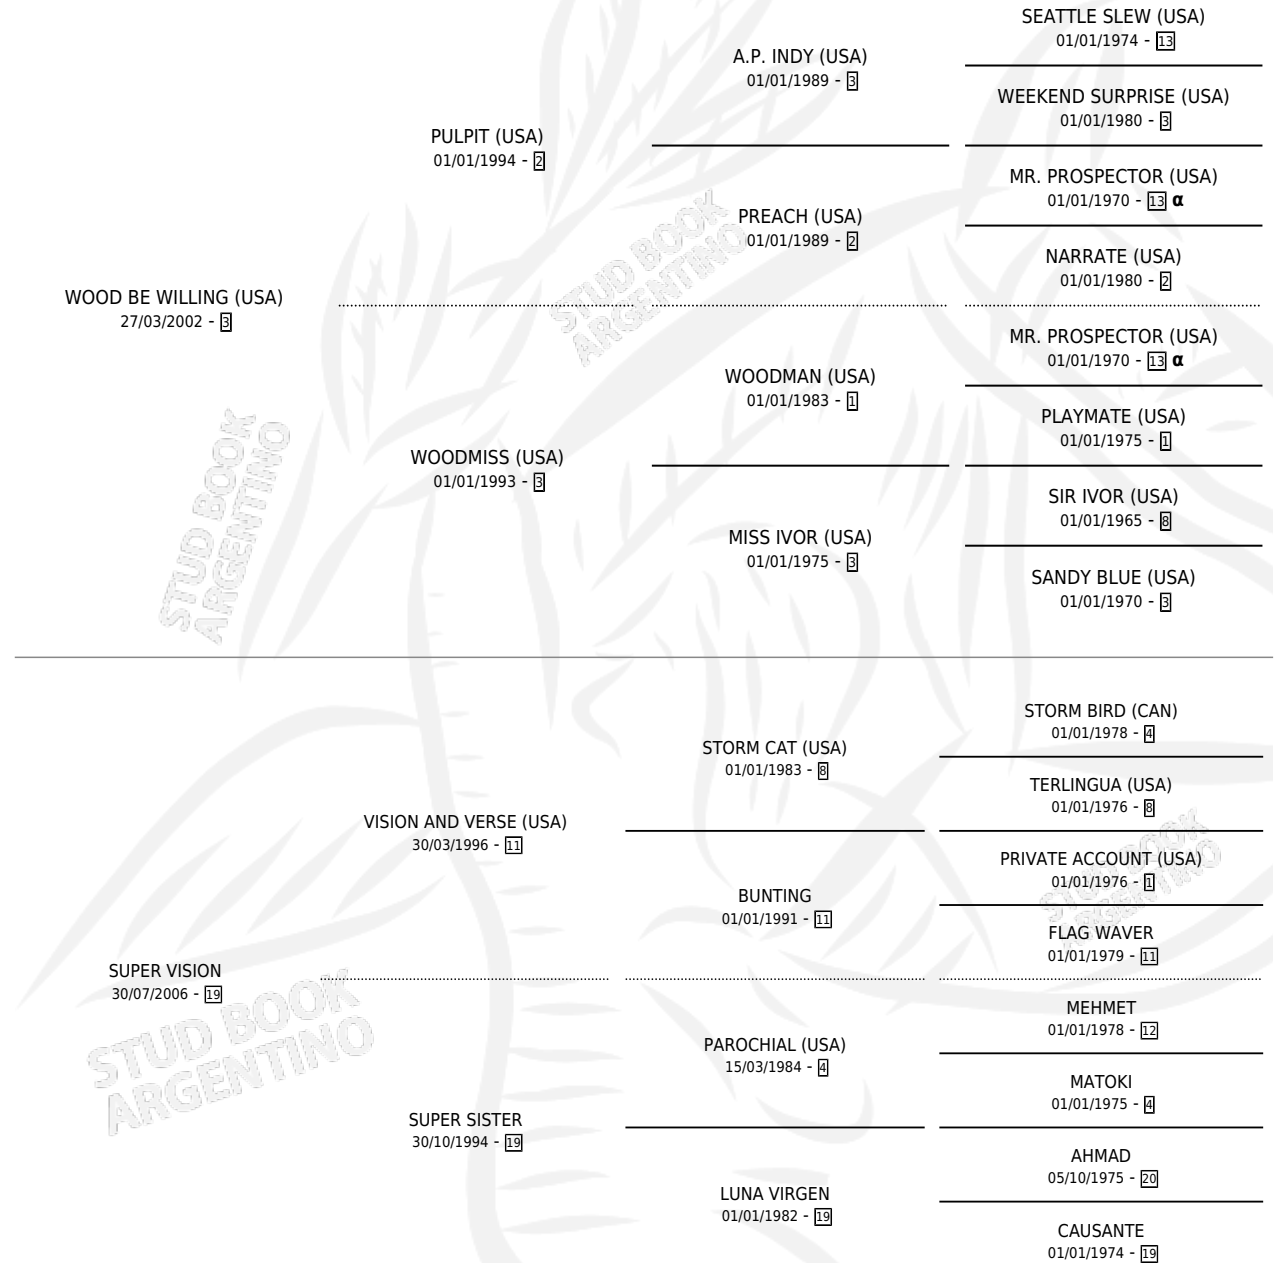 SEATTLE SLEW (USA)
01/01/1974 - 13
A.P. INDY (USA)
01/01/1989 - 3
WEEKEND SURPRISE (USA)
01/01/1980 - 3
PULPIT (USA)
01/01/1994 - 2
MR. PROSPECTOR (USA)
01/01/1970 - 13 α
PREACH (USA)
01/01/1989 - 2
NARRATE (USA)
01/01/1980 - 2
WOOD BE WILLING (USA)
27/03/2002 - 3
MR. PROSPECTOR (USA)
01/01/1970 - 13 α
WOODMAN (USA)
01/01/1983 - 1
PLAYMATE (USA)
01/01/1975 - 1
WOODMISS (USA)
01/01/1993 - 3
SIR IVOR (USA)
01/01/1965 - 8
MISS IVOR (USA)
01/01/1975 - 3
SANDY BLUE (USA)
01/01/1970 - 3
STORM BIRD (CAN)
01/01/1978 - 4
STORM CAT (USA)
01/01/1983 - 8
TERLINGUA (USA)
01/01/1976 - 8
VISION AND VERSE (USA)
30/03/1996 - 11
PRIVATE ACCOUNT (USA)
01/01/1976 - 1
BUNTING
01/01/1991 - 11
FLAG WAVER
01/01/1979 - 11
SUPER VISION
30/07/2006 - 19
MEHMET
01/01/1978 - 12
PAROCHIAL (USA)
15/03/1984 - 4
MATOKI
01/01/1975 - 4
SUPER SISTER
30/10/1994 - 19
AHMAD
05/10/1975 - 20
LUNA VIRGEN
01/01/1982 - 19
CAUSANTE
01/01/1974 - 19
STUD BOOK
ARGENTINO
STUD BOOK
ARGENTINO
STUD BOOK
ARGENTINO
STUD BOOK
ARGENTINO